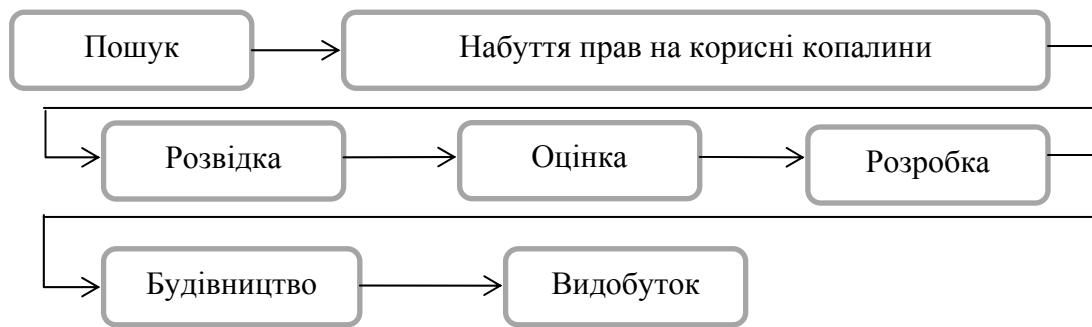 Пошук
Набуття прав на корисні копалини
Розвідка
Оцінка
Розробка
Будівництво
Видобуток